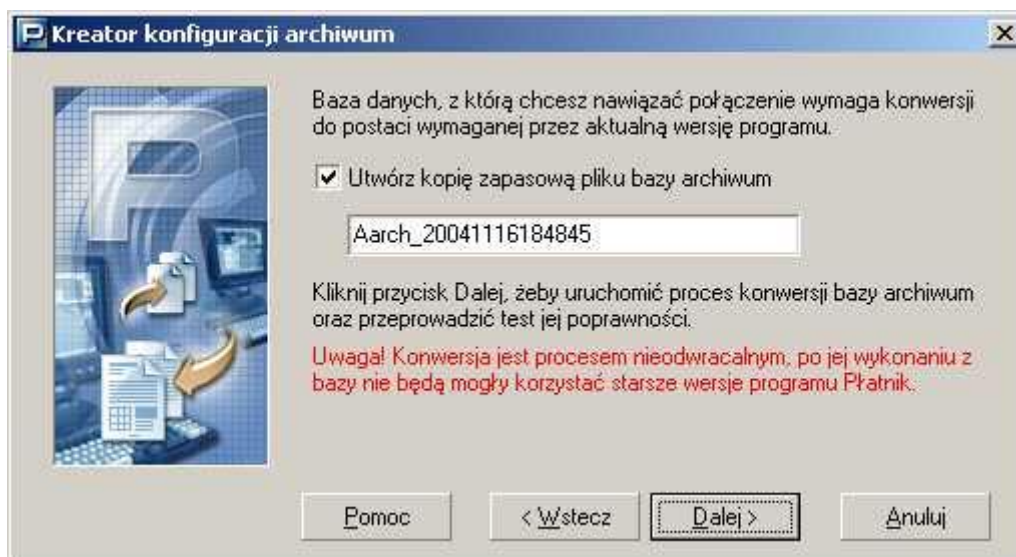 Kreator konfiguracji archiwum
Baza danych, z którą chcesz nawiązać połączenie wymaga konwersji
do postaci wymaganej przez aktualną wersję programu.
Utwórz kopię zapasową pliku bazy archiwum
Aarch_20041116184845
Kliknij przycisk Dalej, żeby uruchomić proces konwersji bazy archiwum
oraz przeprowadzić test jej poprawności.
Uwaga! Konwersja jest procesem nieodwracalnym, po jej wykonaniu z
bazy nie będą mogły korzystać starsze wersje programu Płatnik.
Pomoc < Wstecz Dalej > Anuluj